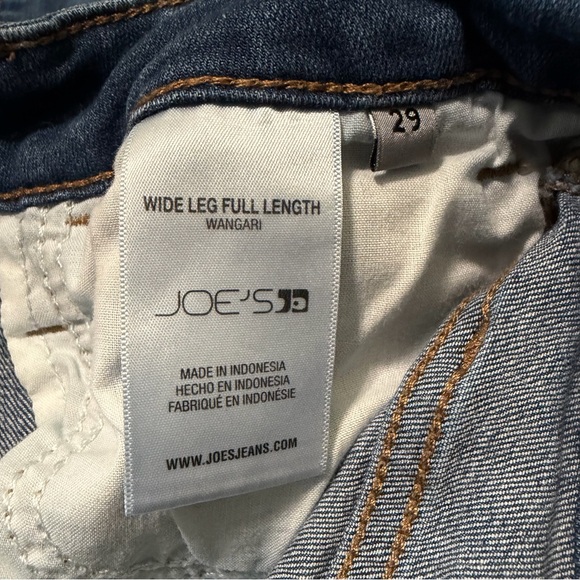 29
WIDE LEG FULL LENGTH
WANGARI
JOE'S
MADE IN INDONESIA
HECHO EN INDONESIA
FABRIQUÉ EN INDONÉSIE
WWW.JOESJEANS.COM